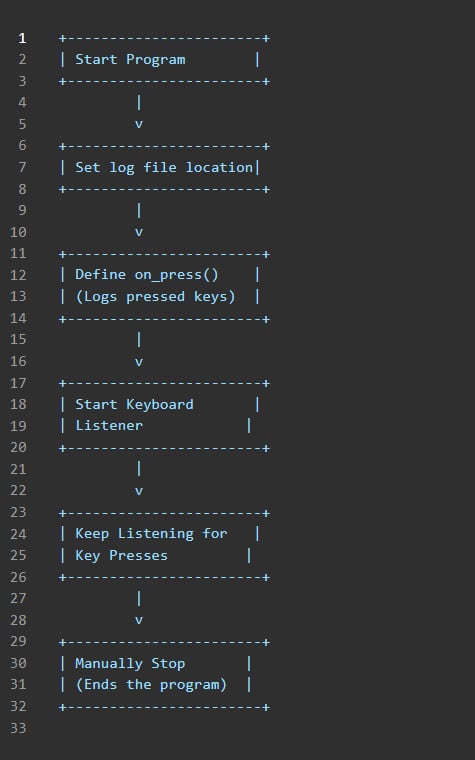 1 +-----------------------+
2 | Start Program        |
3 +-----------------------+
4          |
5          v
6 +-----------------------+
7 | Set log file location|
8 +-----------------------+
9          |
10          v
11 +-----------------------+
12 | Define on_press()    |
13 | (Logs pressed keys)  |
14 +-----------------------+
15          |
16          v
17 +-----------------------+
18 | Start Keyboard       |
19 | Listener            |
20 +-----------------------+
21          |
22          v
23 +-----------------------+
24 | Keep Listening for   |
25 | Key Presses         |
26 +-----------------------+
27          |
28          v
29 +-----------------------+
30 | Manually Stop       |
31 | (Ends the program)  |
32 +-----------------------+
33